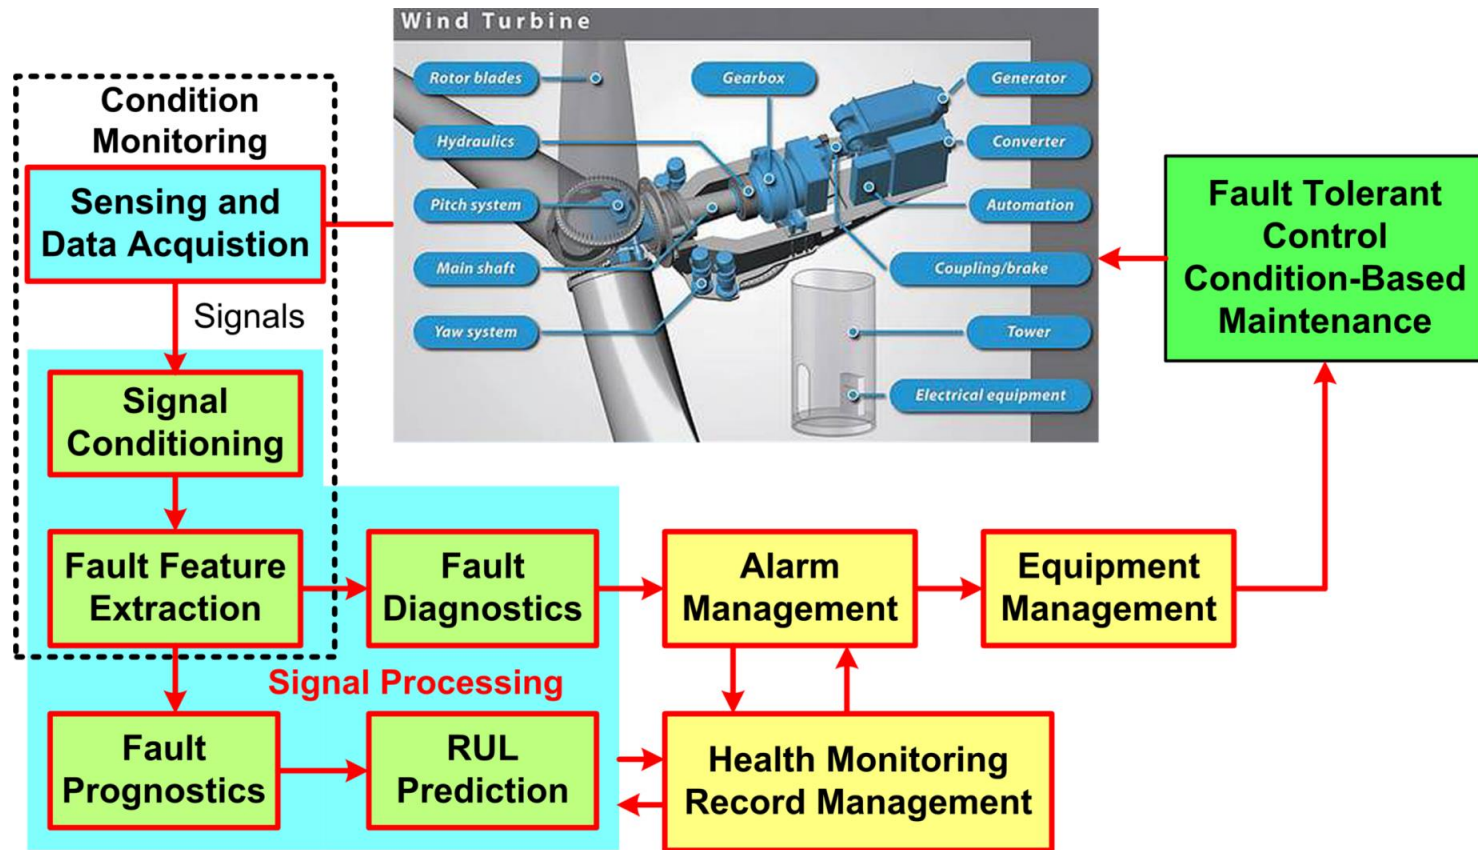 Wind Turbine
Rotor blades
Gearbox
Generator
Hydraulics
Converter
Pitch system
Automation
Main shaft
Coupling/brake
Yaw system
Tower
Electrical equipment
Condition
Monitoring
Sensing and
Data Acquistion
Signals
Signal
Conditioning
Fault Feature
Extraction
Fault
Diagnostics
Alarm
Management
Equipment
Management
Fault Tolerant
Control
Condition-Based
Maintenance
Signal Processing
Fault
Prognostics
RUL
Prediction
Health Monitoring
Record Management